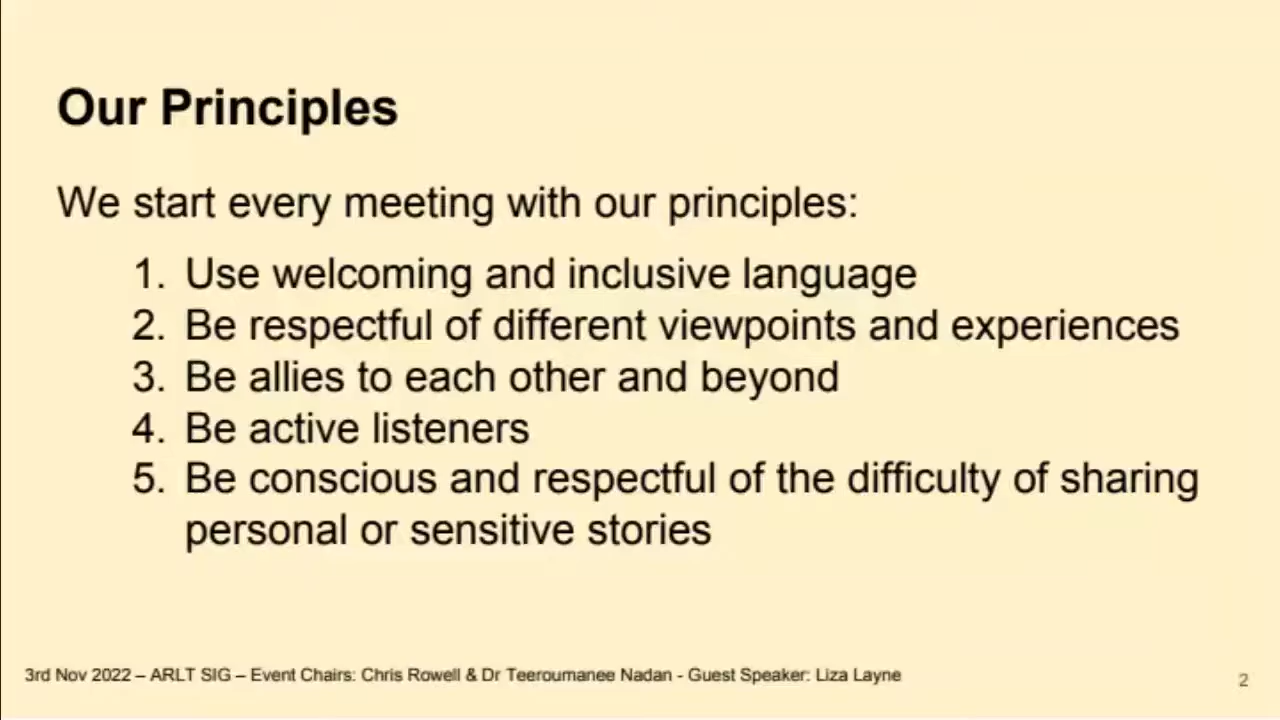 Our Principles
We start every meeting with our principles:
1. Use welcoming and inclusive language
2. Be respectful of different viewpoints and experiences
3. Be allies to each other and beyond
4. Be active listeners
5. Be conscious and respectful of the difficulty of sharing
personal or sensitive stories
3rd Nov 2022 – ARLT SIG – Event Chairs: Chris Rowell & Dr Teeroumanee Nadan - Guest Speaker: Liza Layne
2